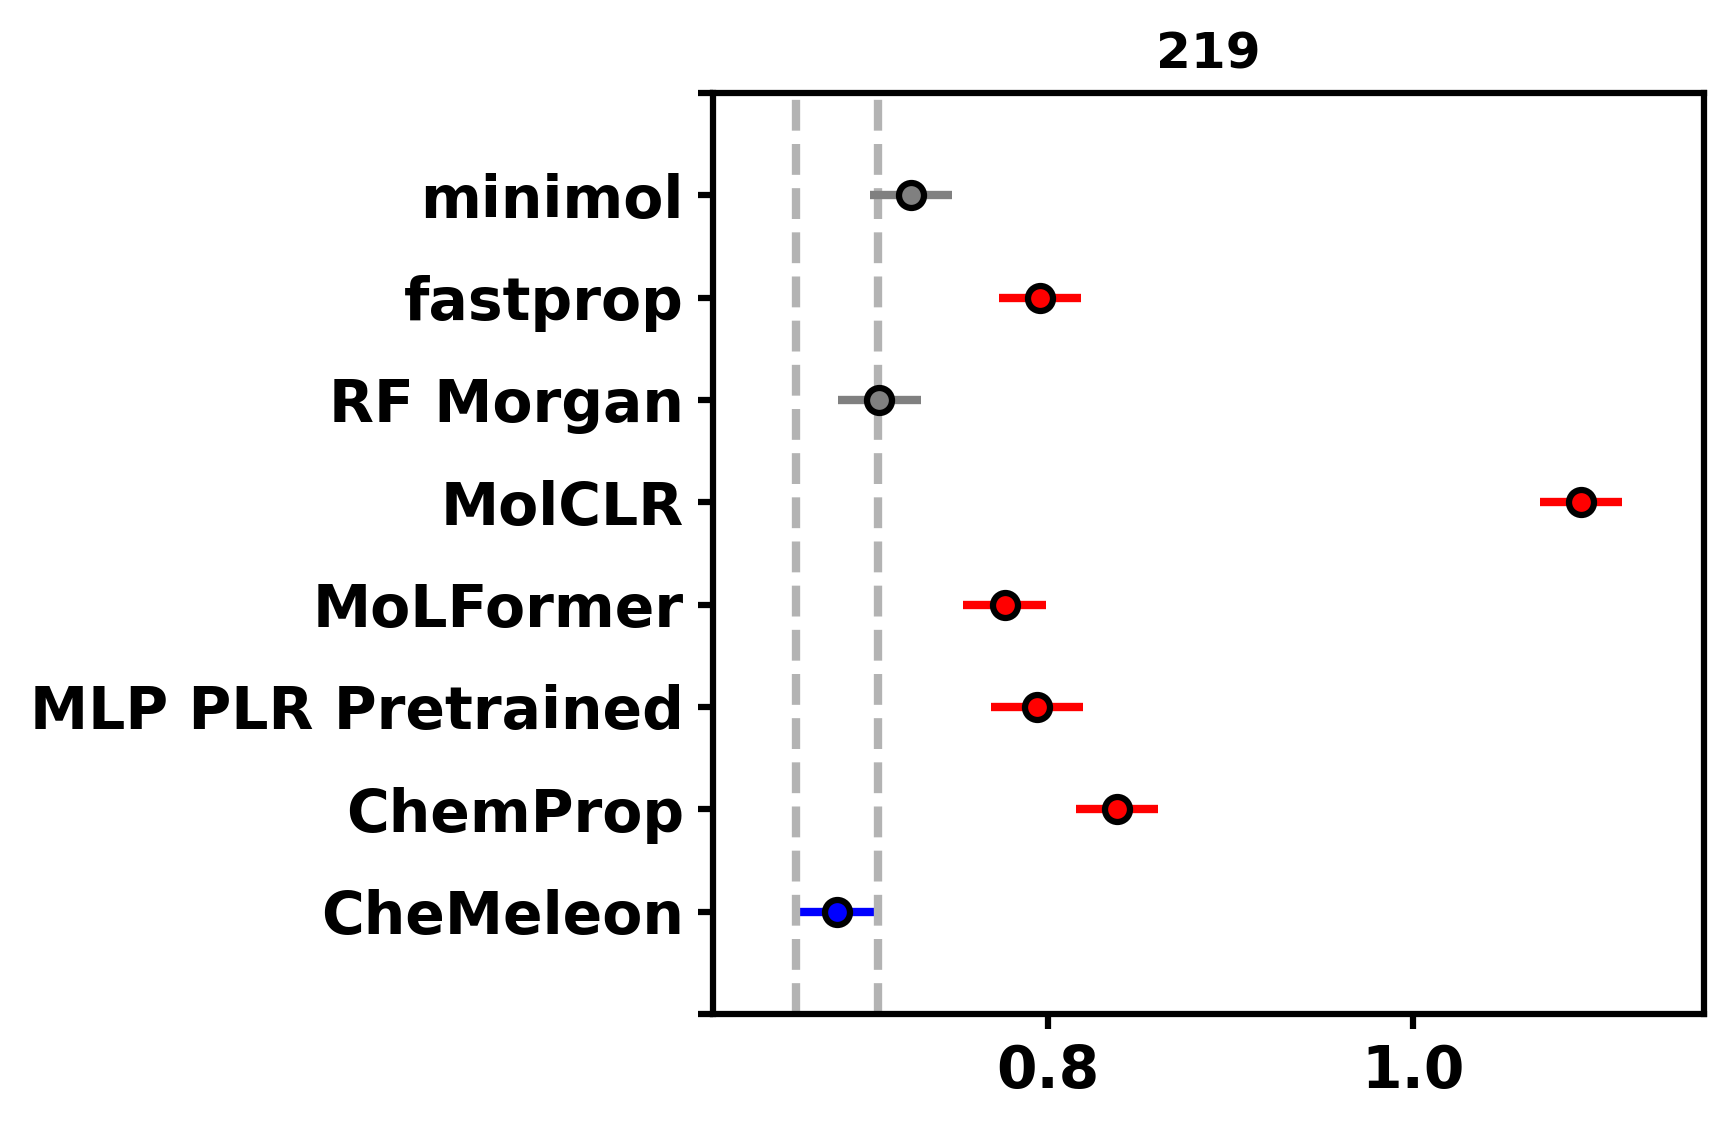 219
minimol
fastprop
RF Morgan
MolCLR
MoLFormer
MLP PLR Pretrained
ChemProp
CheMeleon
0.8 1.0